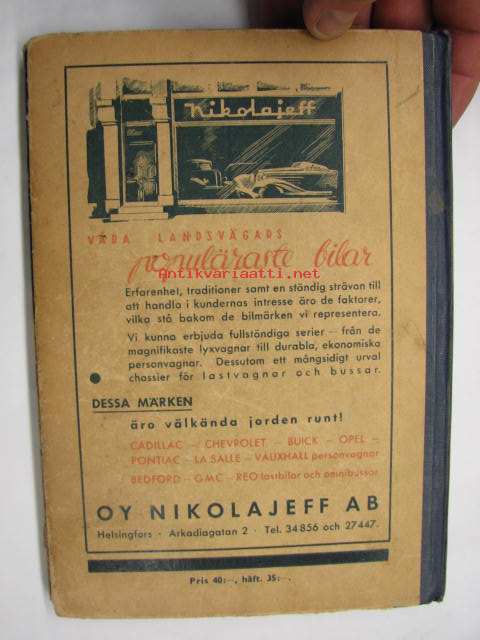 Nikolajeff
VÅRA LANDSVÄGARS
populäraste bilar
Antikvariaatti.net
Erfarenhet, traditioner samt en ständig strävan till
att handla i kundernas intresse äro de faktorer,
vilka stå bakom de bilmärken vi representera.
Vi kunna erbjuda fullständiga serier – från de
magnifikaste lyxvagnar till durabla, ekonomiska
personvagnar. Dessutom ett mångsidigt urval
chassier för lastvagnar och bussar.
DESSA MÄRKEN
äro välkända jorden runt!
CADILLAC – CHEVROLET – BUICK – OPEL –
PONTIAC – LA SALLE – VAUXHALL personvagnar
BEDFORD – GMC – REO lastbilar och omnibussar
OY NIKOLAJEFF AB
Helsingfors · Arkadiagatan 2 · Tel. 34 856 och 27 447.
Pris 40:–, häft. 35:–.